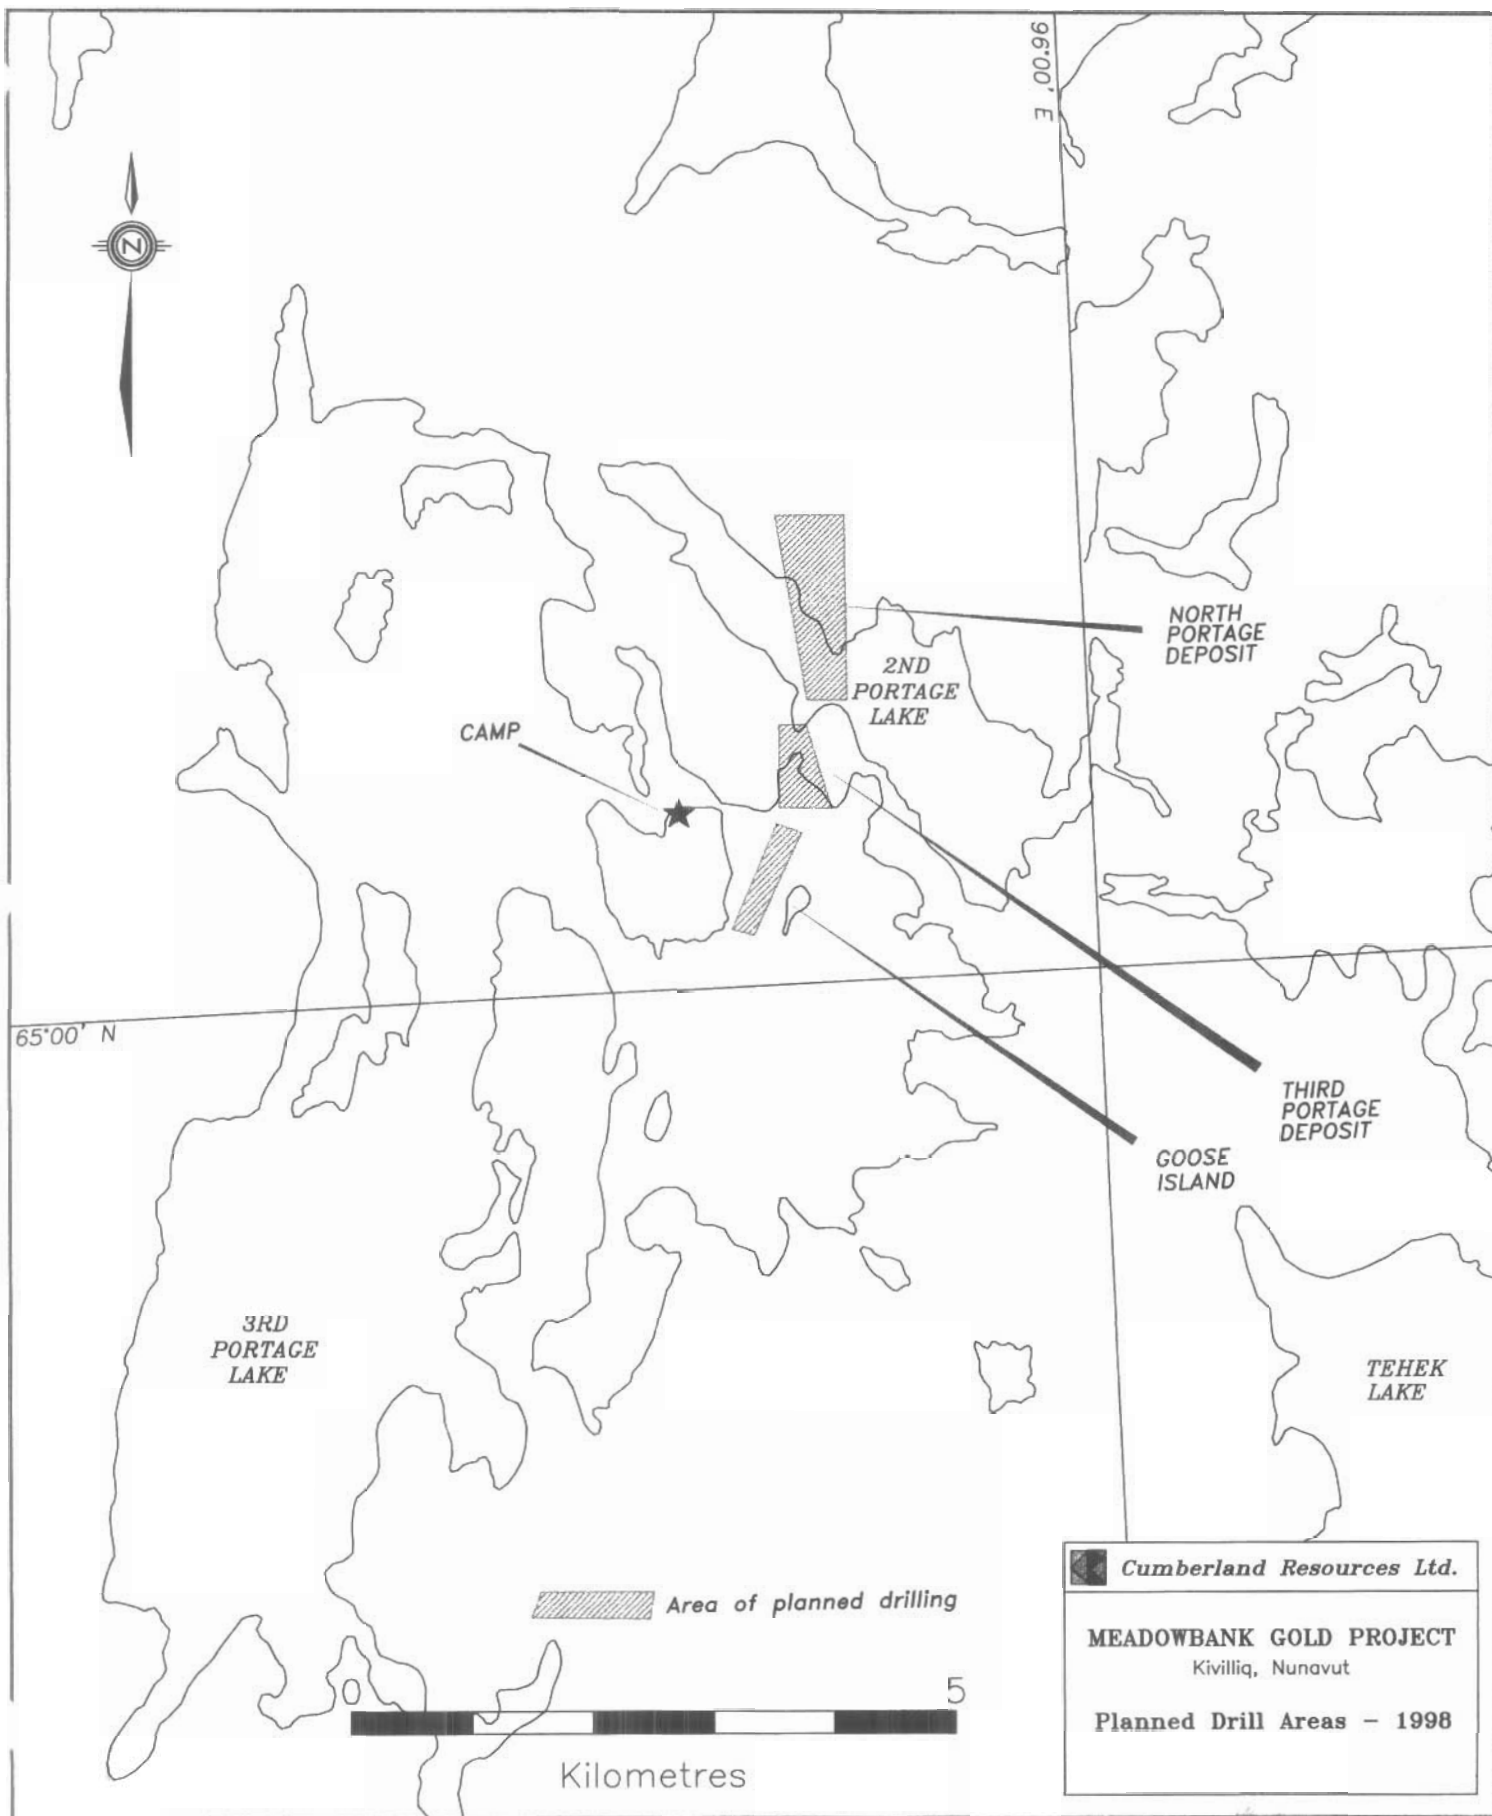 96°00' E
N
NORTH
PORTAGE
DEPOSIT
2ND
PORTAGE
LAKE
CAMP
65°00' N
THIRD
PORTAGE
DEPOSIT
GOOSE
ISLAND
3RD
PORTAGE
LAKE
TEHEK
LAKE
Area of planned drilling
5
Kilometres
Cumberland Resources Ltd.
MEADOWBANK GOLD PROJECT
Kivilliq, Nunavut
Planned Drill Areas – 1998